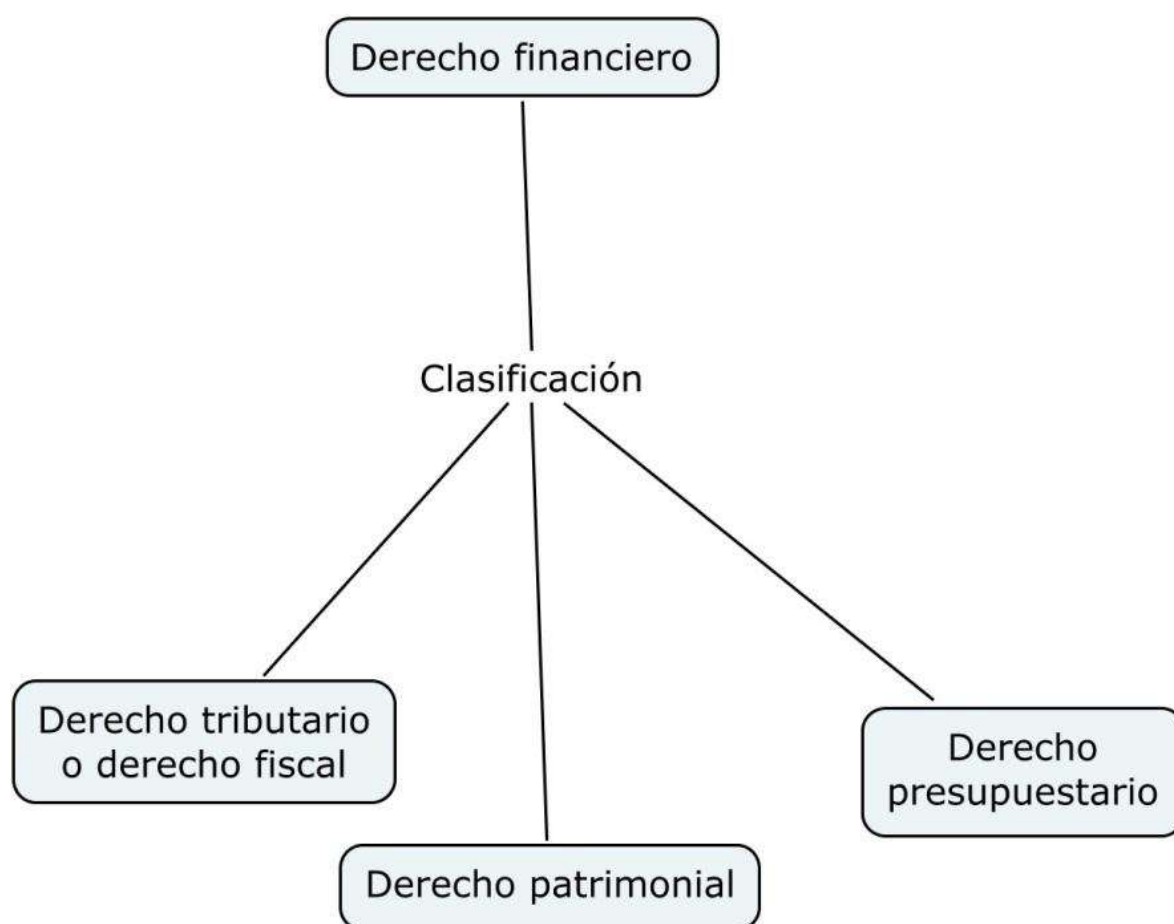 Derecho financiero
Clasificación
Derecho tributario
o derecho fiscal
Derecho patrimonial
Derecho
presupuestario